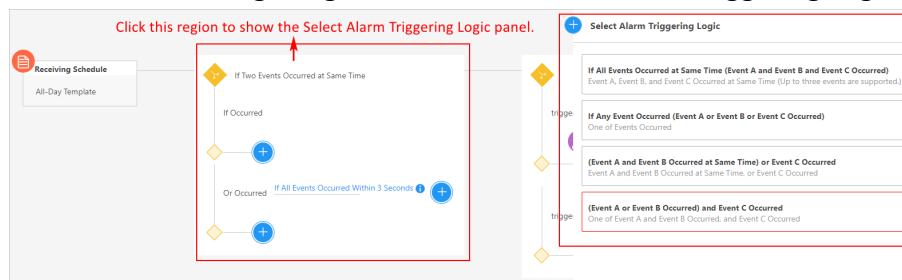 Click this region to show the Select Alarm Triggering Logic panel.
Select Alarm Triggering Logic
Receiving Schedule
All-Day Template
If Two Events Occurred at Same Time
If Occurred
Or Occurred If All Events Occurred Within 3 Seconds
trigge
trigge
If All Events Occurred at Same Time (Event A and Event B and Event C Occurred)
Event A, Event B, and Event C Occurred at Same Time (Up to three events are supported.)
If Any Event Occurred (Event A or Event B or Event C Occurred)
One of Events Occurred
(Event A and Event B Occurred at Same Time) or Event C Occurred
Event A and Event B Occurred at Same Time, or Event C Occurred
(Event A or Event B Occurred) and Event C Occurred
One of Event A and Event B Occurred, and Event C Occurred